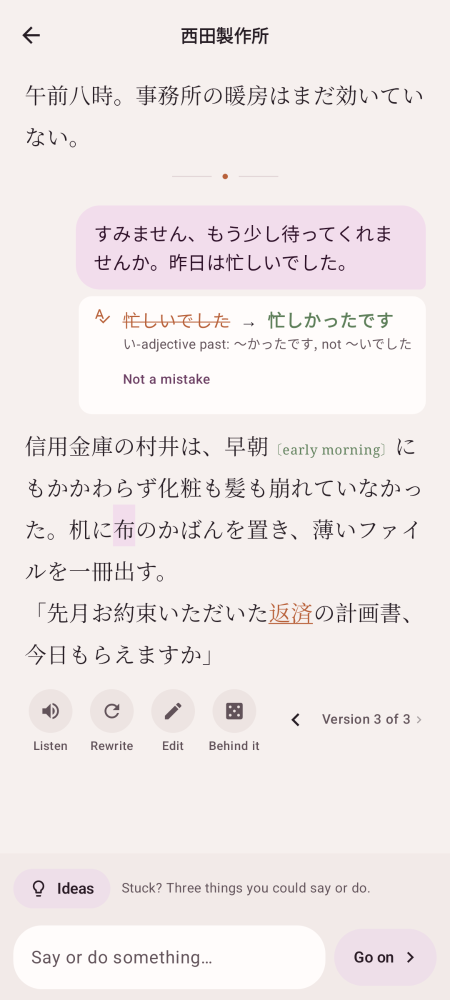 西田製作所
午前八時。事務所の暖房はまだ効いてい
ない。
すみません、もう少し待ってくれま
せんか。昨日は忙しいでした。
忙しいでした → 忙しかったです
い-adjective past: 〜かったです, not 〜いでした
Not a mistake
信用金庫の村井は、早朝〔early morning〕に
もかかわらず化粧も髪も崩れていなかっ
た。机に布のかばんを置き、薄いファイ
ルを一冊出す。
「先月お約束いただいた返済の計画書、
今日もらえますか」
Listen Rewrite Edit Behind it Version 3 of 3
Ideas Stuck? Three things you could say or do.
Say or do something… Go on